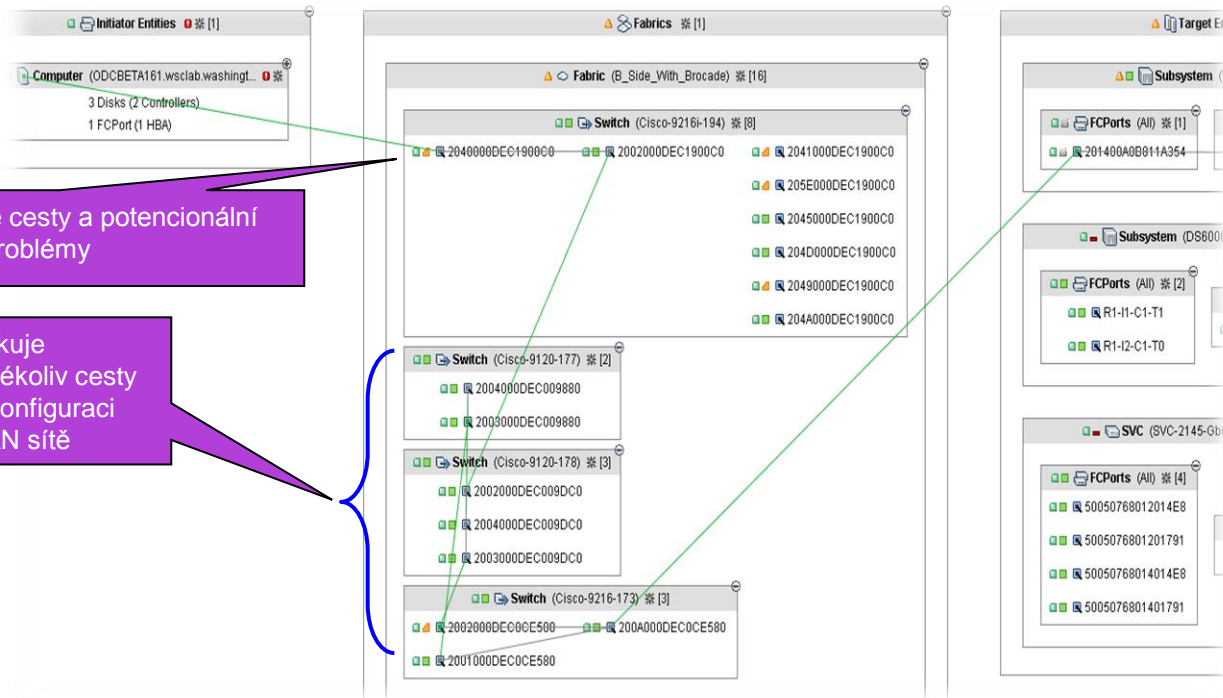 Initiator Entities [1]
Computer (ODCBETA161.wsclab.washingt...
3 Disks (2 Controllers)
1 FCPort (1 HBA)
cesty a potencionální
roblémy
kuje
ékoliv cesty
onfiguraci
N sítě
Fabrics [1]
Fabric (B_Side_With_Brocade) [16]
Switch (Cisco-9216i-194) [8]
2040000DEC1900C0 2002000DEC1900C0 2041000DEC1900C0
205E000DEC1900C0
2045000DEC1900C0
204D000DEC1900C0
2049000DEC1900C0
204A000DEC1900C0
Switch (Cisco-9120-177) [2]
2004000DEC009880
2003000DEC009880
Switch (Cisco-9120-178) [3]
2002000DEC009DC0
2004000DEC009DC0
2003000DEC009DC0
Switch (Cisco-9216-173) [3]
2002000DEC0CE580 200A000DEC0CE580
2001000DEC0CE580
Target E
Subsystem (
FCPorts (All) [1]
201400A0B811A354
Subsystem (DS600
FCPorts (All) [2]
R1-I1-C1-T1
R1-I2-C1-T0
SVC (SVC-2145-Gb
FCPorts (All) [4]
50050768012014E8
5005076801201791
50050768014014E8
5005076801401791